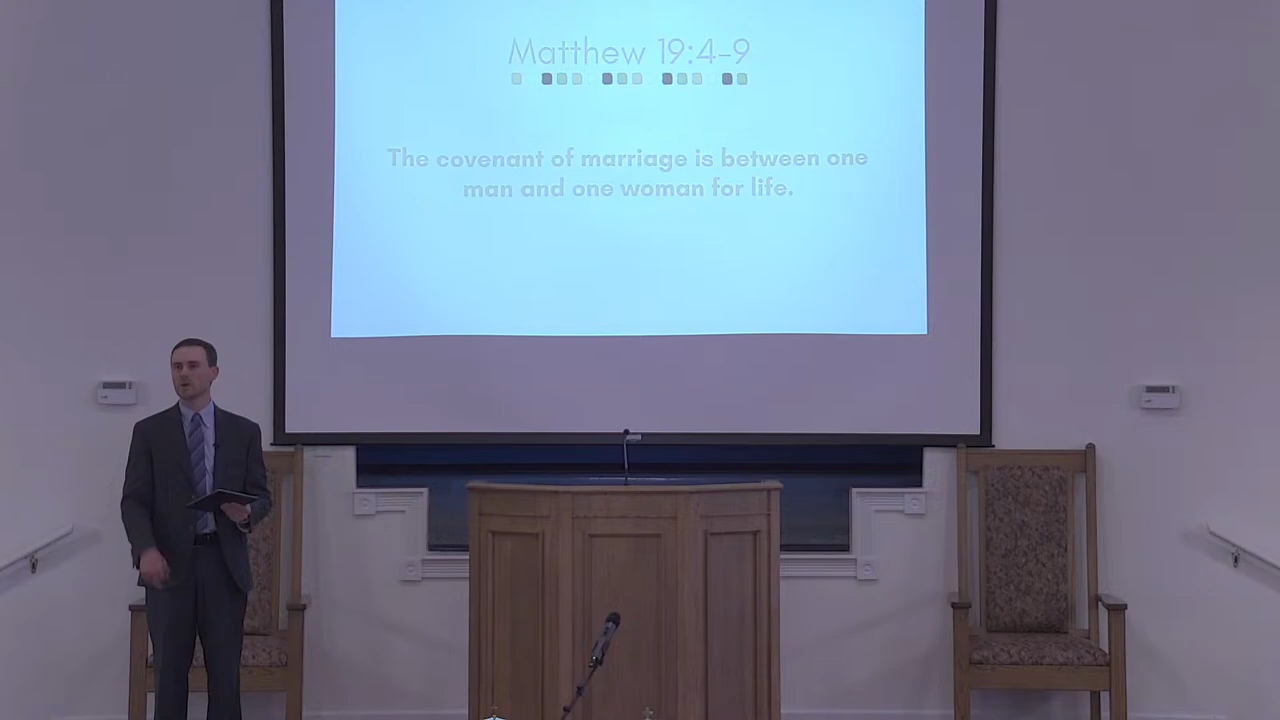 Matthew 19:4-9
The covenant of marriage is between one
man and one woman for life.